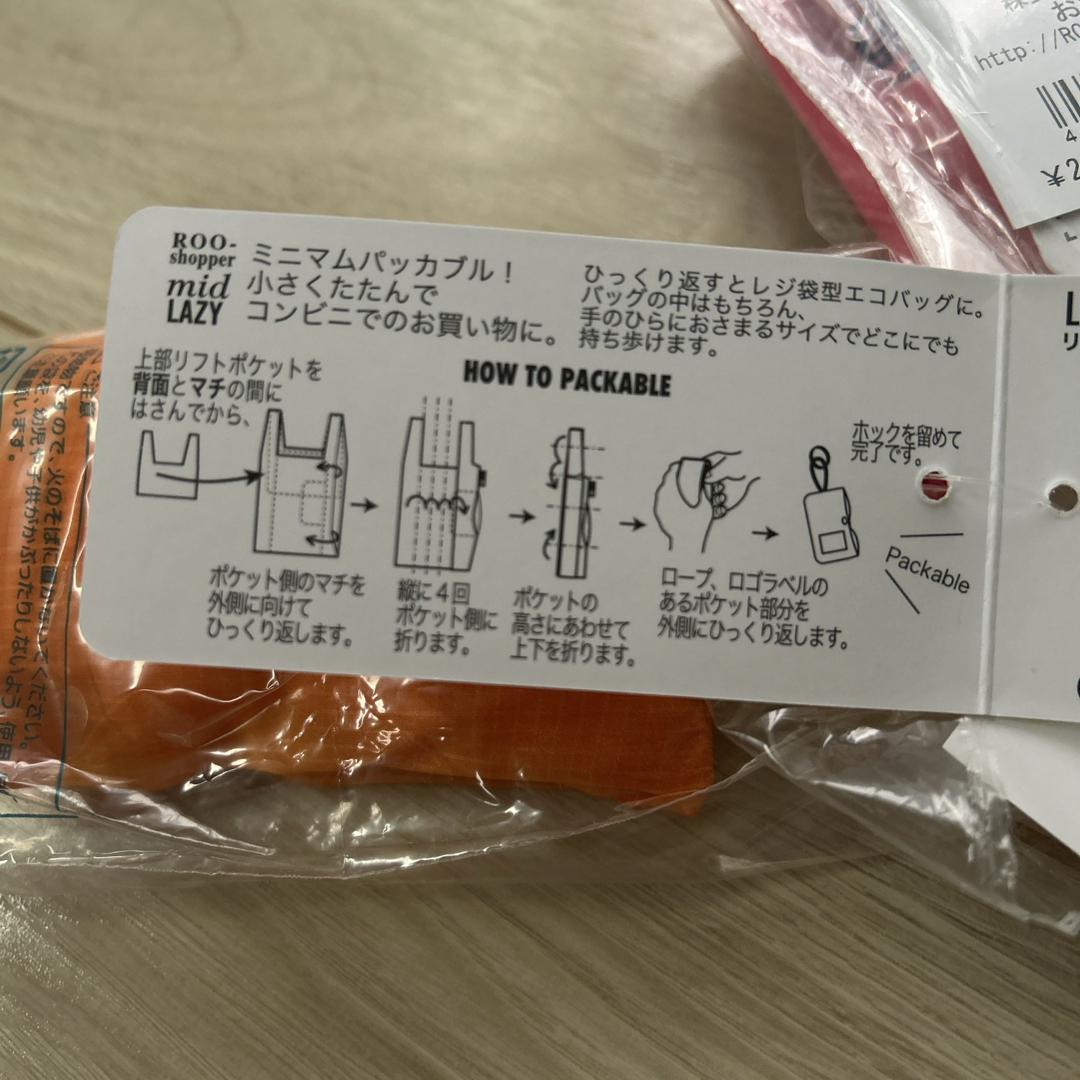 ROO-
shopper
mid
LAZY
ミニマムパッカブル！
小さくたたんで
コンビニでのお買い物に。
ひっくり返すとレジ袋型エコバッグに。
バッグの中はもちろん、
手のひらにおさまるサイズでどこにでも
持ち歩けます。
HOW TO PACKABLE
上部リフトポケットを
背面とマチの間に
はさんでから、
ポケット側のマチを
外側に向けて
ひっくり返します。
縦に4回
ポケット側に
折ります。
ポケットの
高さにあわせて
上下を折ります。
ロープ、ロゴラベルの
あるポケット部分を
外側にひっくり返します。
ホックを留めて
完了です。
Packable
http://RO
4
¥2
L
リ